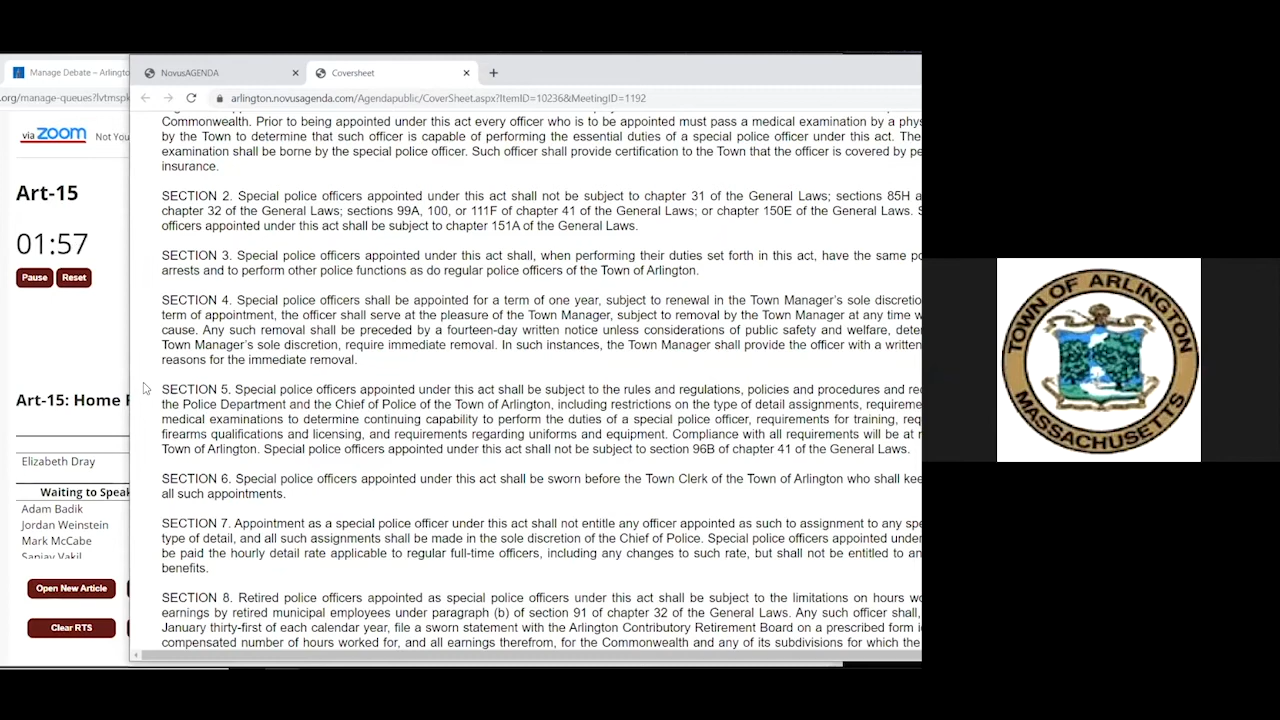 Manage Debate – Arlingto
NovusAGENDA
Coversheet
.org/manage-queues?lvtmspk
arlington.novusagenda.com/Agendapublic/CoverSheet.aspx?ItemID=10236&MeetingID=1192
via zoom
Not You
Art-15
01:57
Pause
Reset
Art-15: Home
Elizabeth Dray
Waiting to Speak
Adam Badik
Jordan Weinstein
Mark McCabe
Sanjay Vakil
Open New Article
Clear RTS
Commonwealth. Prior to being appointed under this act every officer who is to be appointed must pass a medical examination by a phys
by the Town to determine that such officer is capable of performing the essential duties of a special police officer under this act. The
examination shall be borne by the special police officer. Such officer shall provide certification to the Town that the officer is covered by pe
insurance.
SECTION 2. Special police officers appointed under this act shall not be subject to chapter 31 of the General Laws; sections 85H a
chapter 32 of the General Laws; sections 99A, 100, or 111F of chapter 41 of the General Laws; or chapter 150E of the General Laws. S
officers appointed under this act shall be subject to chapter 151A of the General Laws.
SECTION 3. Special police officers appointed under this act shall, when performing their duties set forth in this act, have the same po
arrests and to perform other police functions as do regular police officers of the Town of Arlington.
SECTION 4. Special police officers shall be appointed for a term of one year, subject to renewal in the Town Manager's sole discretio
term of appointment, the officer shall serve at the pleasure of the Town Manager, subject to removal by the Town Manager at any time w
cause. Any such removal shall be preceded by a fourteen-day written notice unless considerations of public safety and welfare, dete
Town Manager's sole discretion, require immediate removal. In such instances, the Town Manager shall provide the officer with a written
reasons for the immediate removal.
SECTION 5. Special police officers appointed under this act shall be subject to the rules and regulations, policies and procedures and req
the Police Department and the Chief of Police of the Town of Arlington, including restrictions on the type of detail assignments, requireme
medical examinations to determine continuing capability to perform the duties of a special police officer, requirements for training, req
firearms qualifications and licensing, and requirements regarding uniforms and equipment. Compliance with all requirements will be at n
Town of Arlington. Special police officers appointed under this act shall not be subject to section 96B of chapter 41 of the General Laws.
SECTION 6. Special police officers appointed under this act shall be sworn before the Town Clerk of the Town of Arlington who shall kee
all such appointments.
SECTION 7. Appointment as a special police officer under this act shall not entitle any officer appointed as such to assignment to any spe
type of detail, and all such assignments shall be made in the sole discretion of the Chief of Police. Special police officers appointed under
be paid the hourly detail rate applicable to regular full-time officers, including any changes to such rate, but shall not be entitled to an
benefits.
SECTION 8. Retired police officers appointed as special police officers under this act shall be subject to the limitations on hours wo
earnings by retired municipal employees under paragraph (b) of section 91 of chapter 32 of the General Laws. Any such officer shall,
January thirty-first of each calendar year, file a sworn statement with the Arlington Contributory Retirement Board on a prescribed form i
compensated number of hours worked for, and all earnings therefrom, for the Commonwealth and any of its subdivisions for which the
TOWN OF ARLINGTON
MASSACHUSETTS